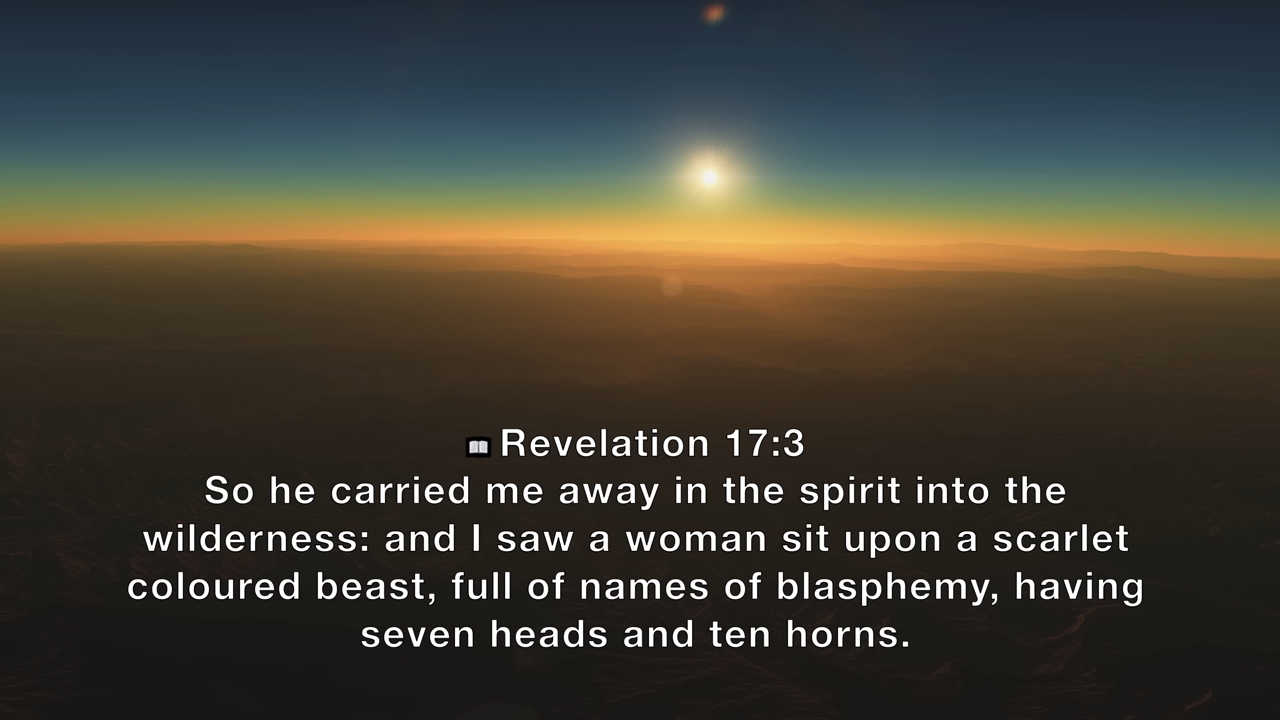 📖 Revelation 17:3
So he carried me away in the spirit into the
wilderness: and I saw a woman sit upon a scarlet
coloured beast, full of names of blasphemy, having
seven heads and ten horns.